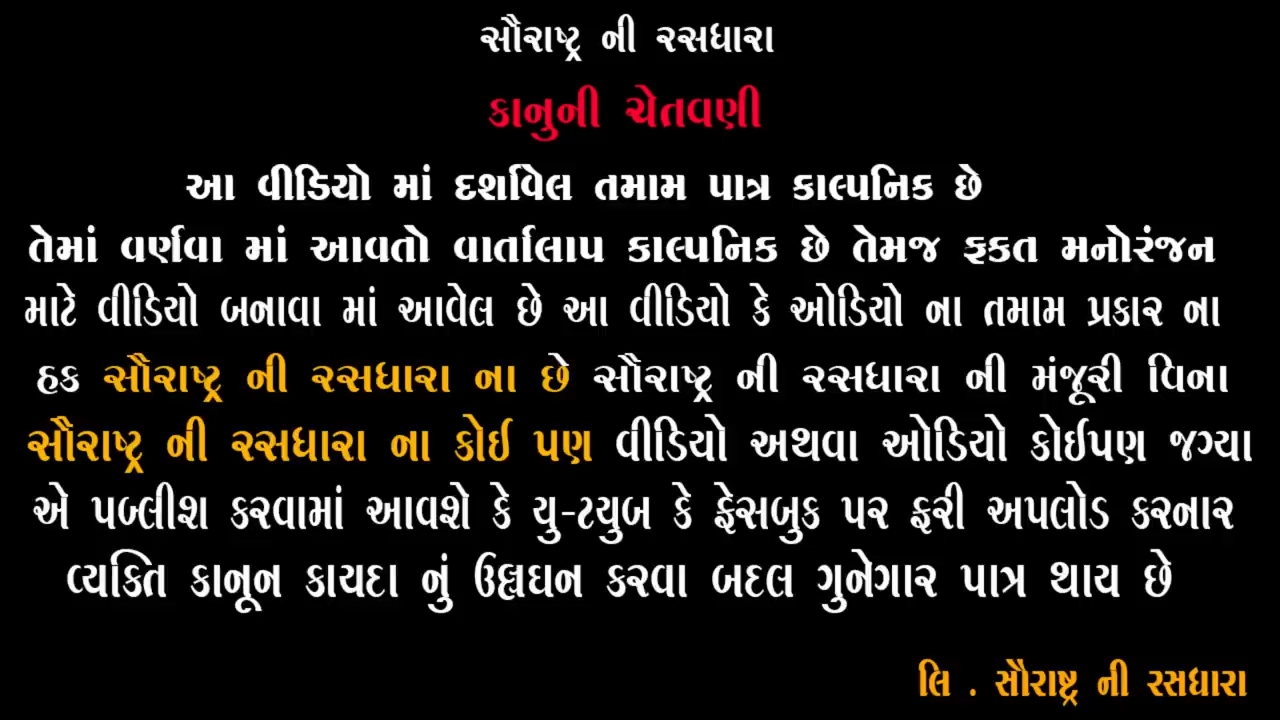 સૌરાષ્ટ્ર ની રસધારા
કાનુની ચેતવણી
આ વીડિયો માં દર્શાવેલ તમામ પાત્ર કાલ્પનિક છે
તેમાં વર્ણવા માં આવતો વાર્તાલાપ કાલ્પનિક છે તેમજ ફકત મનોરંજન
માટે વીડિયો બનાવા માં આવેલ છે આ વીડિયો કે ઓડિયો ના તમામ પ્રકાર ના
હક સૌરાષ્ટ્ર ની રસધારા ના છે સૌરાષ્ટ્ર ની રસધારા ની મંજૂરી વિના
સૌરાષ્ટ્ર ની રસધારા ના કોઈ પણ વીડિયો અથવા ઓડિયો કોઈપણ જગ્યા
એ પબ્લીશ કરવામાં આવશે કે યુ-ટયુબ કે ફેસબુક પર ફરી અપલોડ કરનાર
વ્યક્તિ કાનૂન કાયદા નું ઉલ્લઘન કરવા બદલ ગુનેગાર પાત્ર થાય છે
લિ . સૌરાષ્ટ્ર ની રસધારા